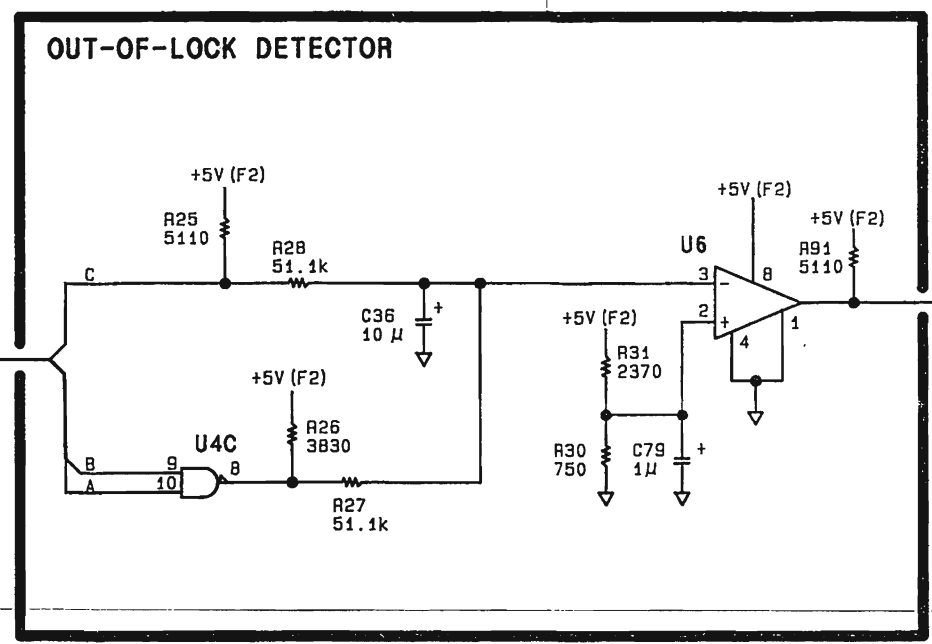 OUT-OF-LOCK DETECTOR
+5V (F2)
R25
5110
R28
51.1k
C
C36
10 µ
+
+5V (F2)
R26
3830
U4C
B
9
A
10
8
R27
51.1k
+5V (F2)
U6
3
-
2
+
8
4
1
+5V (F2)
R91
5110
+5V (F2)
R31
2370
R30
750
C79
1µ
+